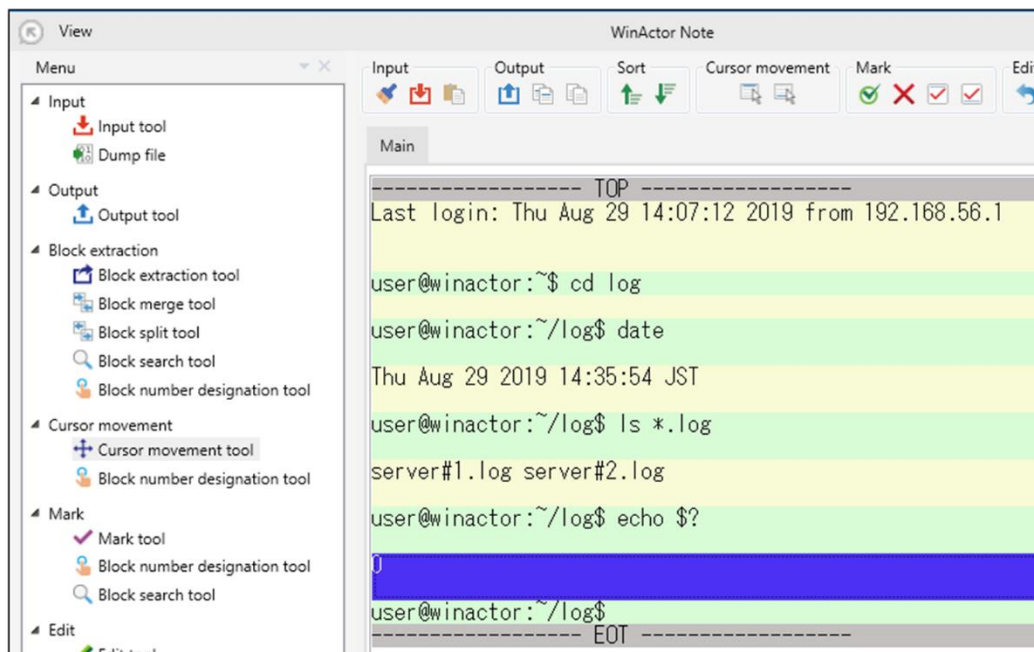 View
WinActor Note
Menu
Input
Input tool
Dump file
Output
Output tool
Block extraction
Block extraction tool
Block merge tool
Block split tool
Block search tool
Block number designation tool
Cursor movement
Cursor movement tool
Block number designation tool
Mark
Mark tool
Block number designation tool
Block search tool
Edit
Input
Output
Sort
Cursor movement
Mark
Main
------------------ TOP ------------------
Last login: Thu Aug 29 14:07:12 2019 from 192.168.56.1
user@winactor:~$ cd log
user@winactor:~/log$ date
Thu Aug 29 2019 14:35:54 JST
user@winactor:~/log$ ls *.log
server#1.log server#2.log
user@winactor:~/log$ echo $?
0
user@winactor:~/log$
------------------ EOT ------------------